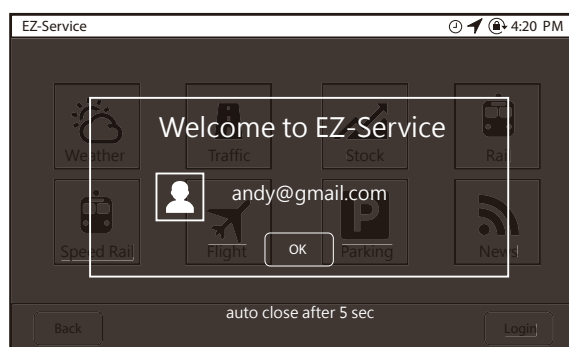 EZ-Service 4:20 PM
Welcome to EZ-Service
Weather Traffic Stock Rail
andy@gmail.com
P
Speed Rail Flight OK Parking News
auto close after 5 sec
Back Login